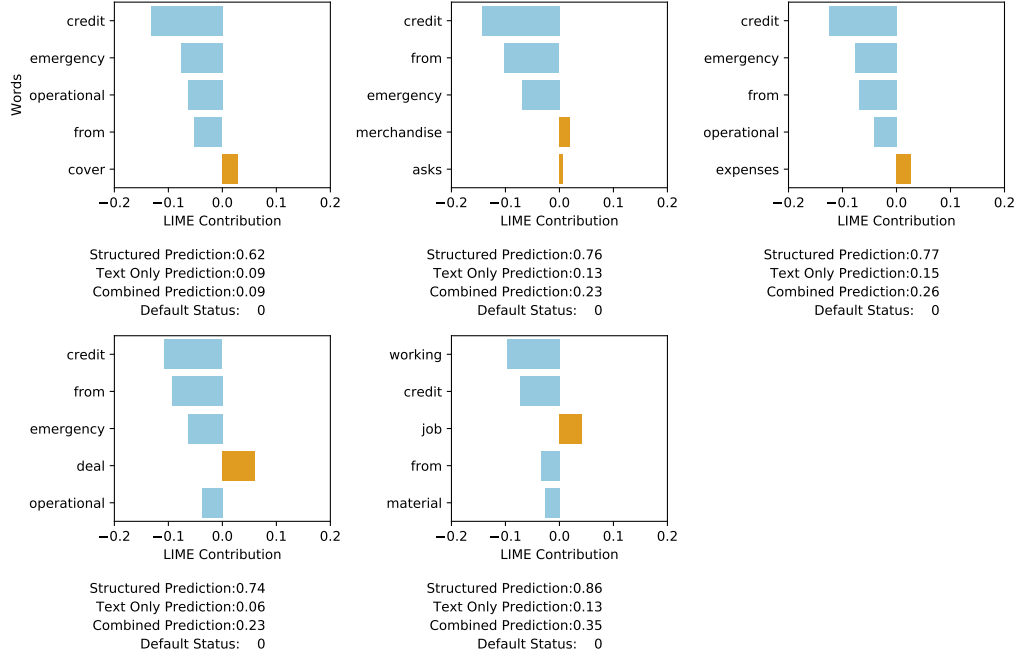 Words
credit
emergency
operational
from
cover
−0.2 −0.1 0.0 0.1 0.2
LIME Contribution
Structured Prediction:0.62
Text Only Prediction:0.09
Combined Prediction:0.09
Default Status: 0
credit
from
emergency
merchandise
asks
−0.2 −0.1 0.0 0.1 0.2
LIME Contribution
Structured Prediction:0.76
Text Only Prediction:0.13
Combined Prediction:0.23
Default Status: 0
credit
emergency
from
operational
expenses
−0.2 −0.1 0.0 0.1 0.2
LIME Contribution
Structured Prediction:0.77
Text Only Prediction:0.15
Combined Prediction:0.26
Default Status: 0
credit
from
emergency
deal
operational
−0.2 −0.1 0.0 0.1 0.2
LIME Contribution
Structured Prediction:0.74
Text Only Prediction:0.06
Combined Prediction:0.23
Default Status: 0
working
credit
job
from
material
−0.2 −0.1 0.0 0.1 0.2
LIME Contribution
Structured Prediction:0.86
Text Only Prediction:0.13
Combined Prediction:0.35
Default Status: 0